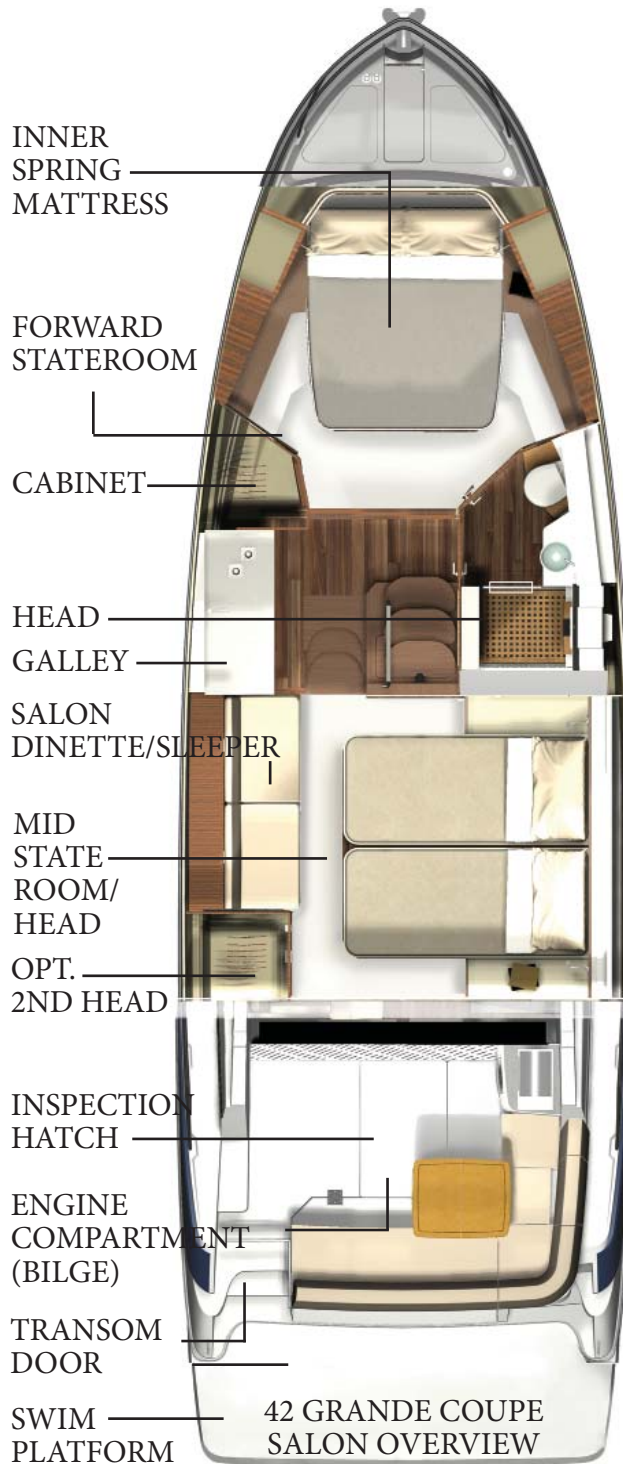 INNER
SPRING
MATTRESS
FORWARD
STATEROOM
CABINET
HEAD
GALLEY
SALON
DINETTE/SLEEPER
MID
STATE
ROOM/
HEAD
OPT.
2ND HEAD
INSPECTION
HATCH
ENGINE
COMPARTMENT
(BILGE)
TRANSOM
DOOR
SWIM
PLATFORM
42 GRANDE COUPE
SALON OVERVIEW